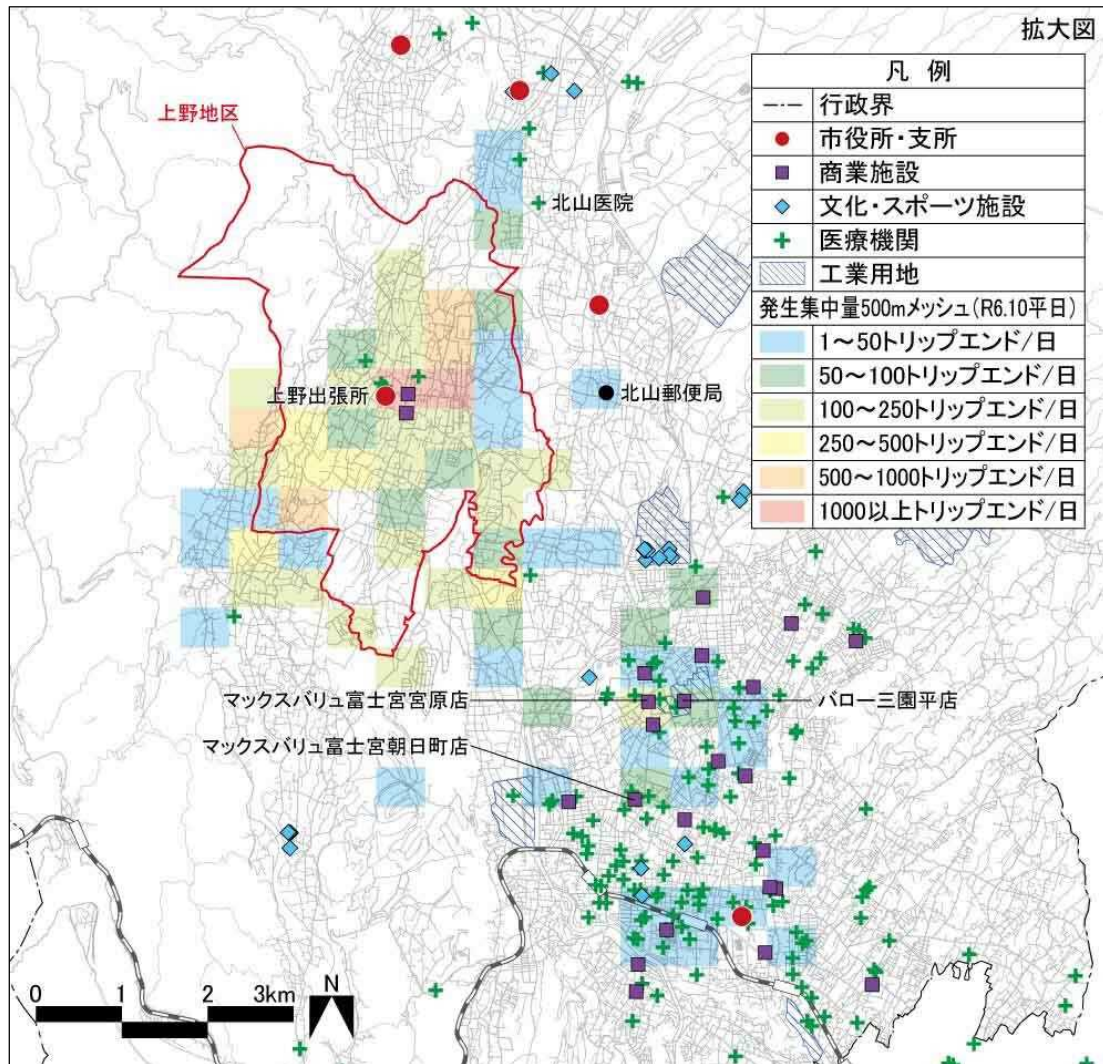 拡大図
凡 例
行政界
市役所・支所
商業施設
文化・スポーツ施設
医療機関
工業用地
発生集中量500mメッシュ(R6.10平日)
1～50トリップエンド/日
50～100トリップエンド/日
100～250トリップエンド/日
250～500トリップエンド/日
500～1000トリップエンド/日
1000以上トリップエンド/日
上野地区
北山医院
上野出張所
北山郵便局
マックスバリュ富士宮宮原店
バロー三園平店
マックスバリュ富士宮朝日町店
0 1 2 3km
N